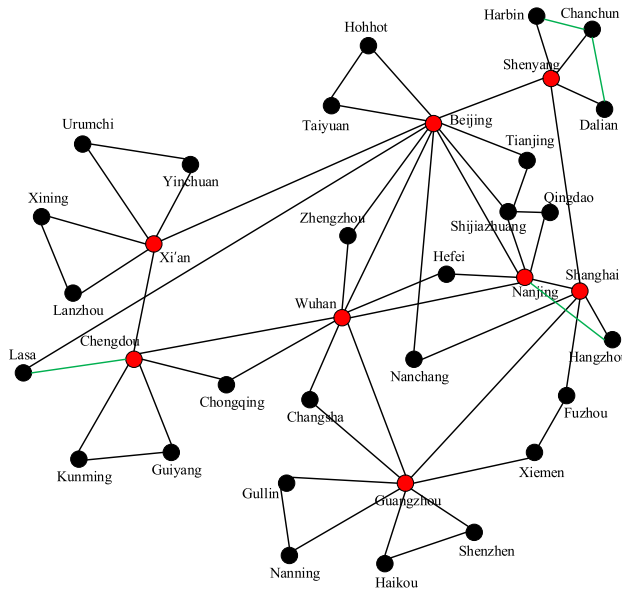 Harbin
Chanchun
Hohhot
Shenyang
Taiyuan
Beijing
Dalian
Urumchi
Tianjing
Yinchuan
Xining
Qingdao
Zhengzhou
Shijiazhuang
Xi'an
Hefei
Shanghai
Lanzhou
Wuhan
Nanjing
Chengdou
Lasa
Hangzhou
Nanchang
Chongqing
Changsha
Fuzhou
Kunming
Guiyang
Xiemen
Gullin
Guangzhou
Shenzhen
Nanning
Haikou